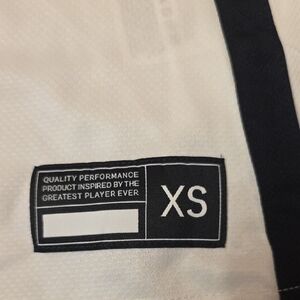 QUALITY PERFORMANCE
PRODUCT INSPIRED BY THE
GREATEST PLAYER EVER
XS